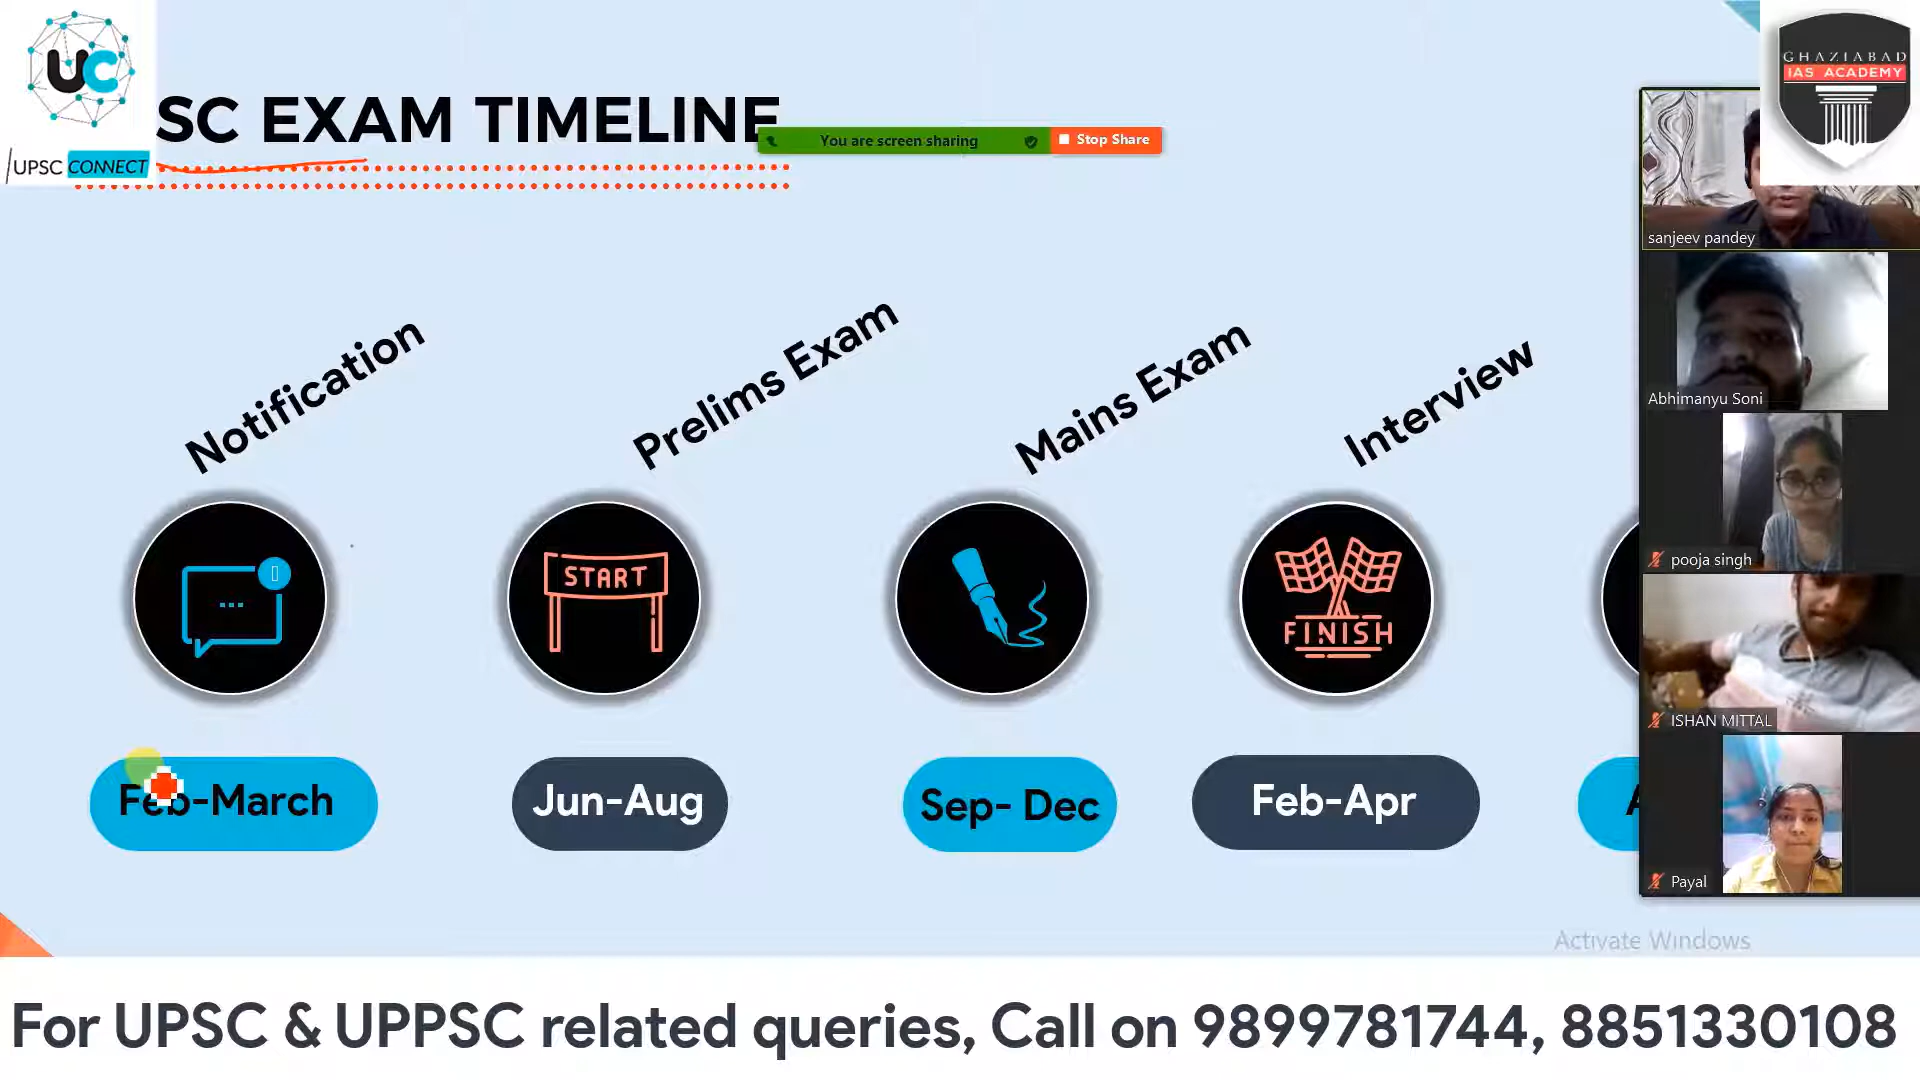 UC
UPSC CONNECT
SC EXAM TIMELINE
You are screen sharing
Stop Share
GHAZIABAD
IAS ACADEMY
sanjeev pandey
Notification
Prelims Exam
Mains Exam
Interview
Abhimanyu Soni
START
FINISH
pooja singh
ISHAN MITTAL
Feb-March
Jun-Aug
Sep- Dec
Feb-Apr
Payal
Activate Windows
For UPSC & UPPSC related queries, Call on 9899781744, 8851330108